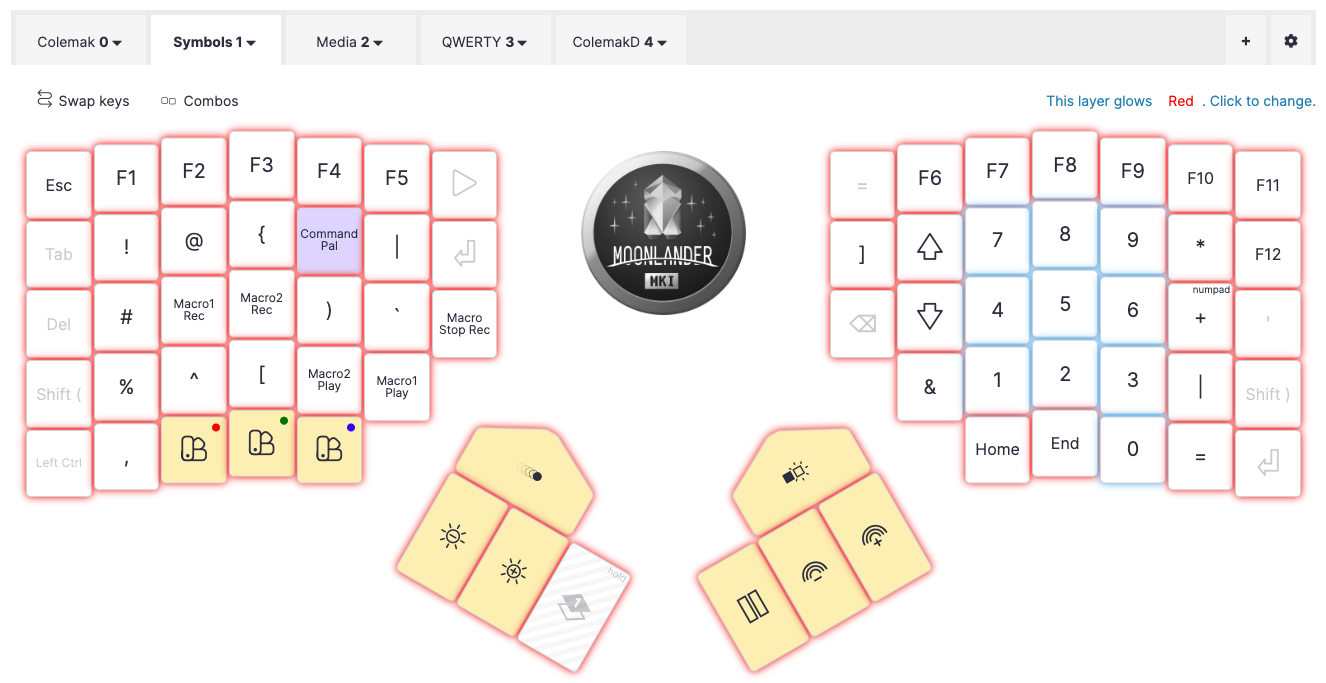 Colemak 0
Symbols 1
Media 2
QWERTY 3
ColemakD 4
+
Swap keys
Combos
This layer glows Red . Click to change.
Esc F1 F2 F3 F4 F5
= F6 F7 F8 F9 F10 F11
Tab ! @ { Command Pal |
] 7 8 9 * F12
Del # Macro1 Rec Macro2 Rec ) ` Macro Stop Rec
4 5 6 numpad + '
Shift ( % ^ [ Macro2 Play Macro1 Play
& 1 2 3 | Shift )
Left Ctrl ,
Home End 0 =
MOONLANDER
MK1
hold
1